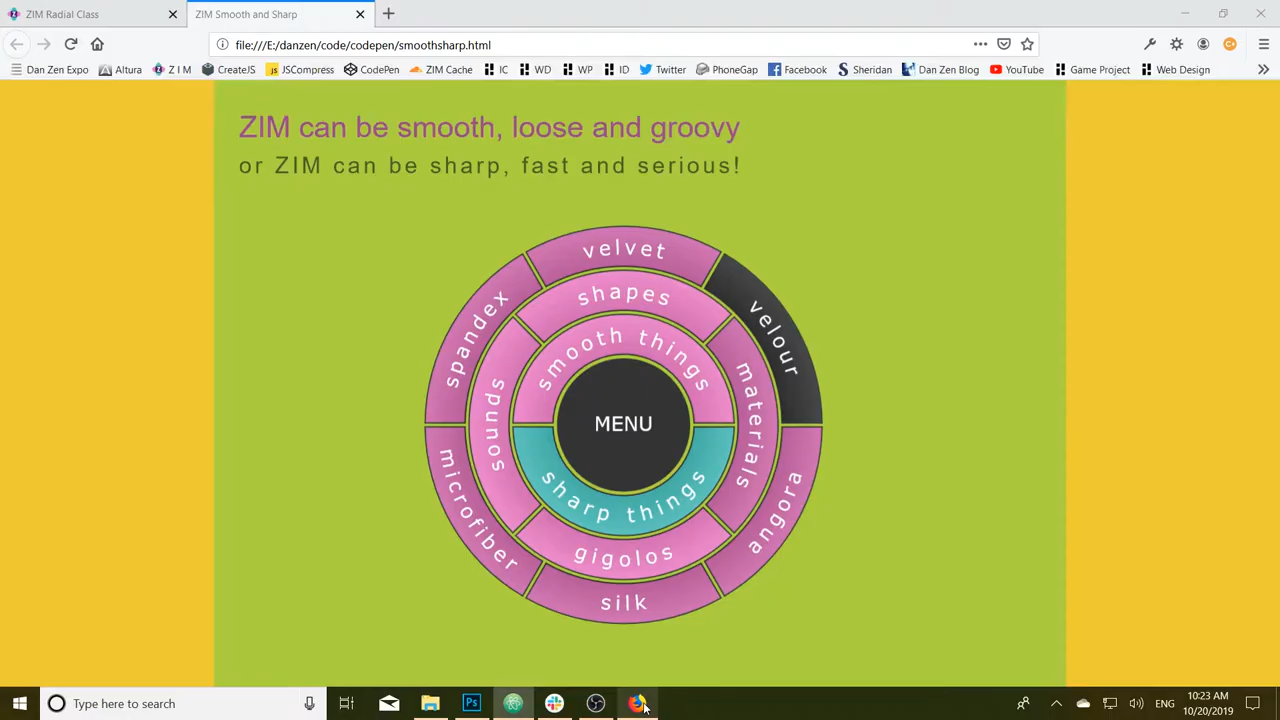 ZIM Radial Class
ZIM Smooth and Sharp
file:///E:/danzen/code/codepen/smoothsharp.html
Dan Zen Expo
Altura
Z I M
CreateJS
JS
JSCompress
CodePen
ZIM Cache
IC
WD
WP
ID
Twitter
PhoneGap
Facebook
Sheridan
Dan Zen Blog
YouTube
Game Project
Web Design
ZIM can be smooth, loose and groovy
or ZIM can be sharp, fast and serious!
velvet
velour
angora
silk
microfiber
spandex
shapes
materials
gigolos
sounds
smooth things
sharp things
MENU
Type here to search
Ps
ENG
10:23 AM
10/20/2019